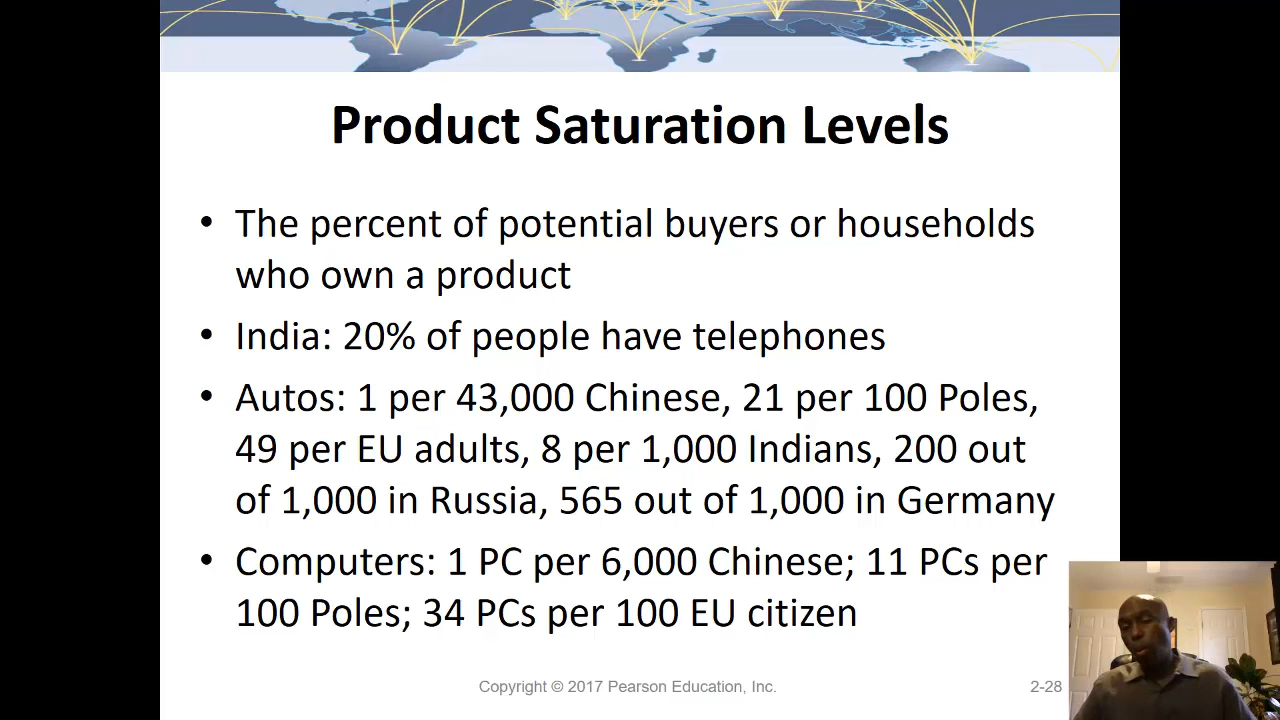 Product Saturation Levels
• The percent of potential buyers or households
who own a product
• India: 20% of people have telephones
• Autos: 1 per 43,000 Chinese, 21 per 100 Poles,
49 per EU adults, 8 per 1,000 Indians, 200 out
of 1,000 in Russia, 565 out of 1,000 in Germany
• Computers: 1 PC per 6,000 Chinese; 11 PCs per
100 Poles; 34 PCs per 100 EU citizen
Copyright © 2017 Pearson Education, Inc.
2-28